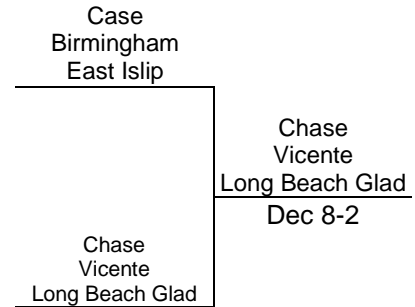 Case
Birmingham
East Islip
Chase
Vicente
Long Beach Glad
Dec 8-2
Chase
Vicente
Long Beach Glad